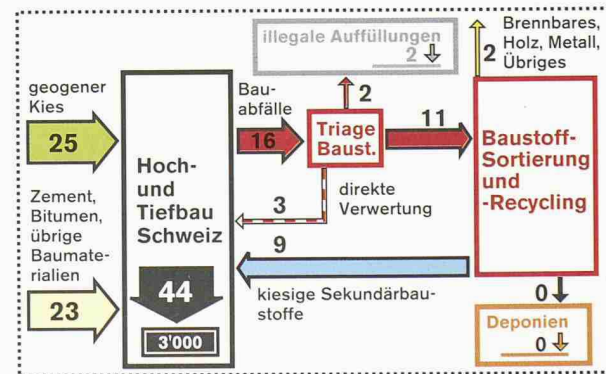 illegale Auffüllungen
2
2
Brennbares,
Holz, Metall,
Übriges
geogener
Kies
25
Bau-
abfälle
16
2
Triage
Baust.
11
Baustoff-
Sortierung
und
-Recycling
Hoch-
und
Tiefbau
Schweiz
3
direkte
Verwertung
Zement,
Bitumen,
übrige
Baumate-
rialien
23
9
kiesige Sekundärbau-
stoffe
44
3'000
0
Deponien
0